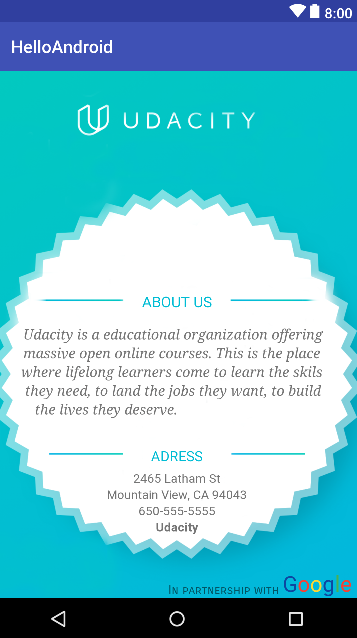 8:00
HelloAndroid
UDACITY
ABOUT US
Udacity is a educational organization offering
massive open online courses. This is the place
where lifelong learners come to learn the skils
they need, to land the jobs they want, to build
the lives they deserve.
ADRESS
2465 Latham St
Mountain View, CA 94043
650-555-5555
Udacity
In partnership with Google